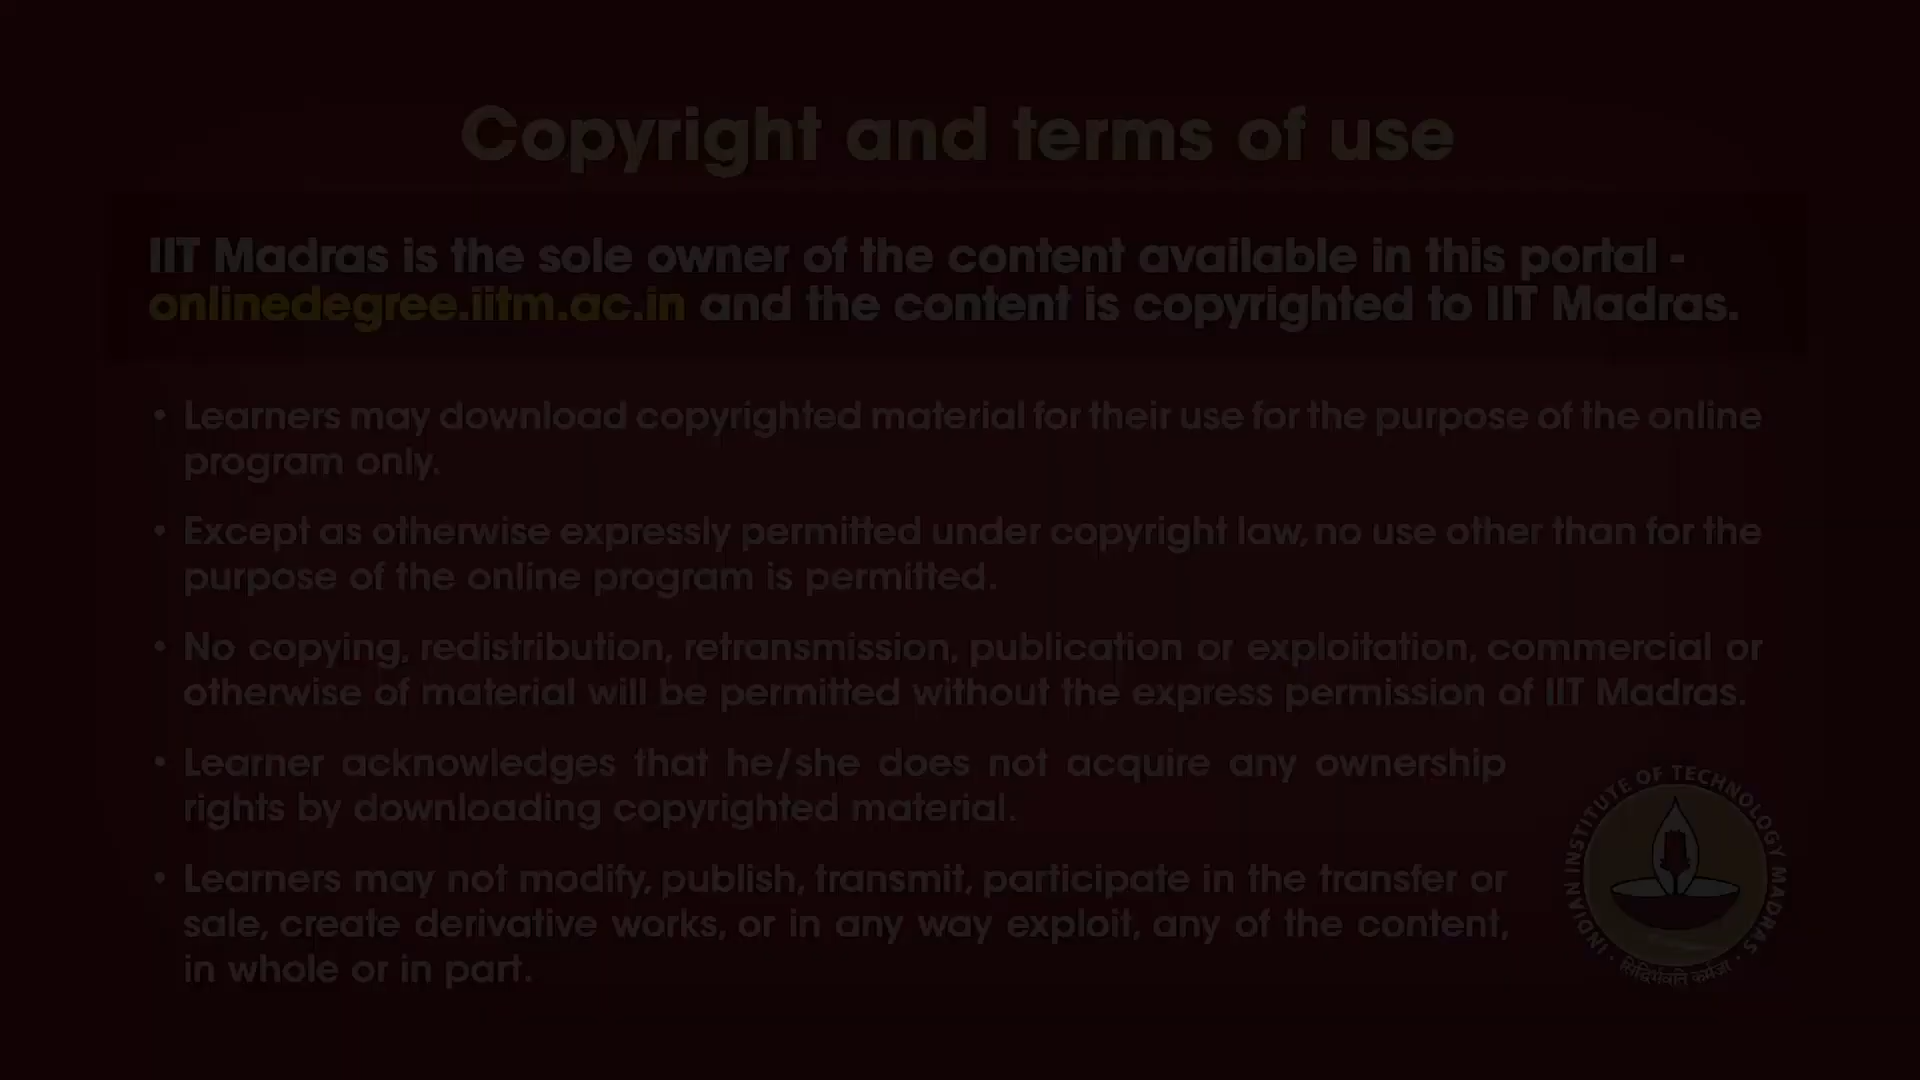 Copyright and terms of use
IIT Madras is the sole owner of the content available in this portal -
onlinedegree.iitm.ac.in and the content is copyrighted to IIT Madras.
• Learners may download copyrighted material for their use for the purpose of the online
program only.
• Except as otherwise expressly permitted under copyright law, no use other than for the
purpose of the online program is permitted.
• No copying, redistribution, retransmission, publication or exploitation, commercial or
otherwise of material will be permitted without the express permission of IIT Madras.
• Learner acknowledges that he/she does not acquire any ownership
rights by downloading copyrighted material.
• Learners may not modify, publish, transmit, participate in the transfer or
sale, create derivative works, or in any way exploit, any of the content,
in whole or in part.
INDIAN INSTITUTE OF TECHNOLOGY MADRAS
सिद्धिर्भवति कर्मजा